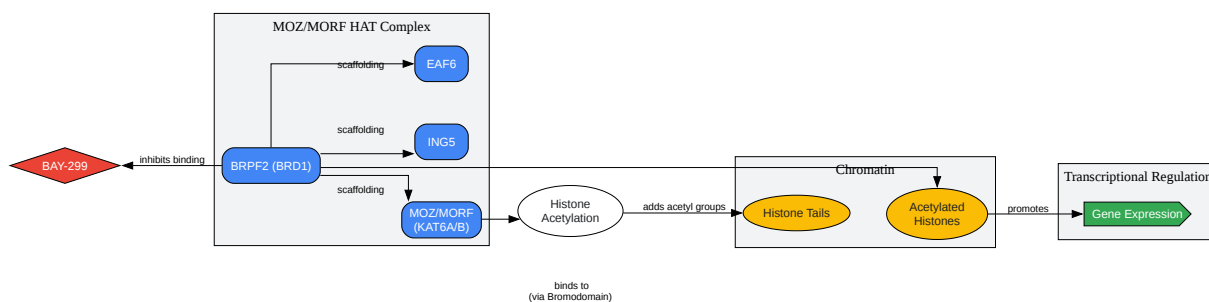 MOZ/MORF HAT Complex
scaffolding
EAF6
scaffolding
ING5
BAY-299
inhibits binding
BRPF2 (BRD1)
scaffolding
MOZ/MORF
(KAT6A/B)
Histone
Acetylation
adds acetyl groups
Chromatin
Histone Tails
Acetylated
Histones
promotes
Transcriptional Regulation
Gene Expression
binds to
(via Bromodomain)